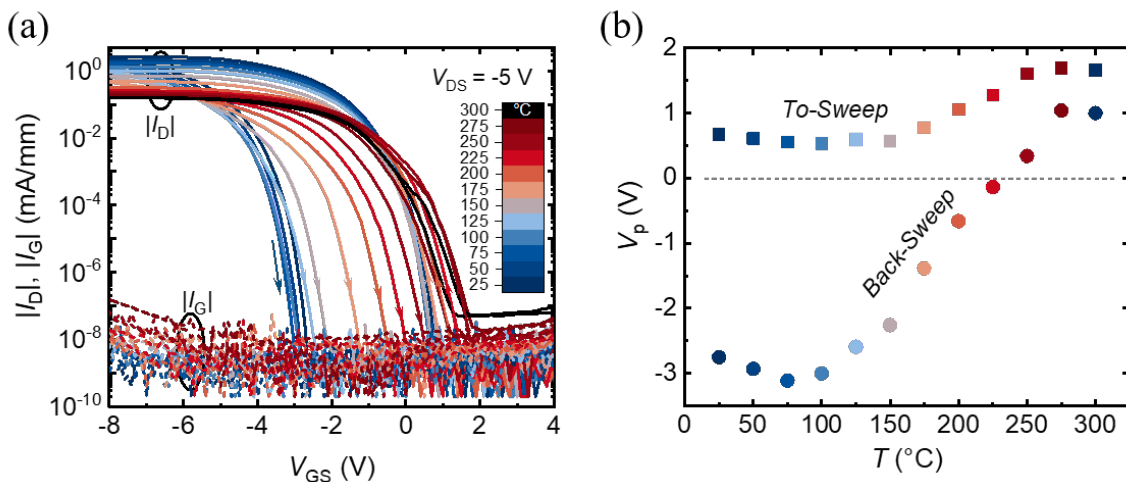 (a)
10⁰
10⁻²
10⁻⁴
10⁻⁶
10⁻⁸
10⁻¹⁰
|I_D|, |I_G| (mA/mm)
V_DS = -5 V
°C
300
275
250
225
200
175
150
125
100
75
50
25
|I_D|
|I_G|
-8 -6 -4 -2 0 2 4
V_GS (V)
(b)
2
1
0
-1
-2
-3
V_p (V)
To-Sweep
Back-Sweep
0 50 100 150 200 250 300
T (°C)